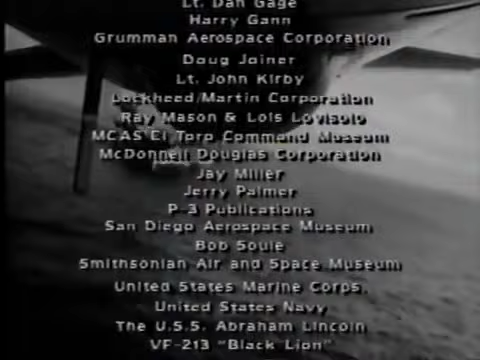 Lt. Dan Gage
Harry Gann
Grumman Aerospace Corporation
Doug Joiner
Lt. John Kirby
Lockheed/Martin Corporation
Ray Mason & Lois Lovisolo
MCAS El Toro Command Museum
McDonnell Douglas Corporation
Jay Miller
Jerry Palmer
P-3 Publications
San Diego Aerospace Museum
Bob Soule
Smithsonian Air and Space Museum
United States Marine Corps.
United States Navy
The U.S.S. Abraham Lincoln
VF-213 "Black Lion"